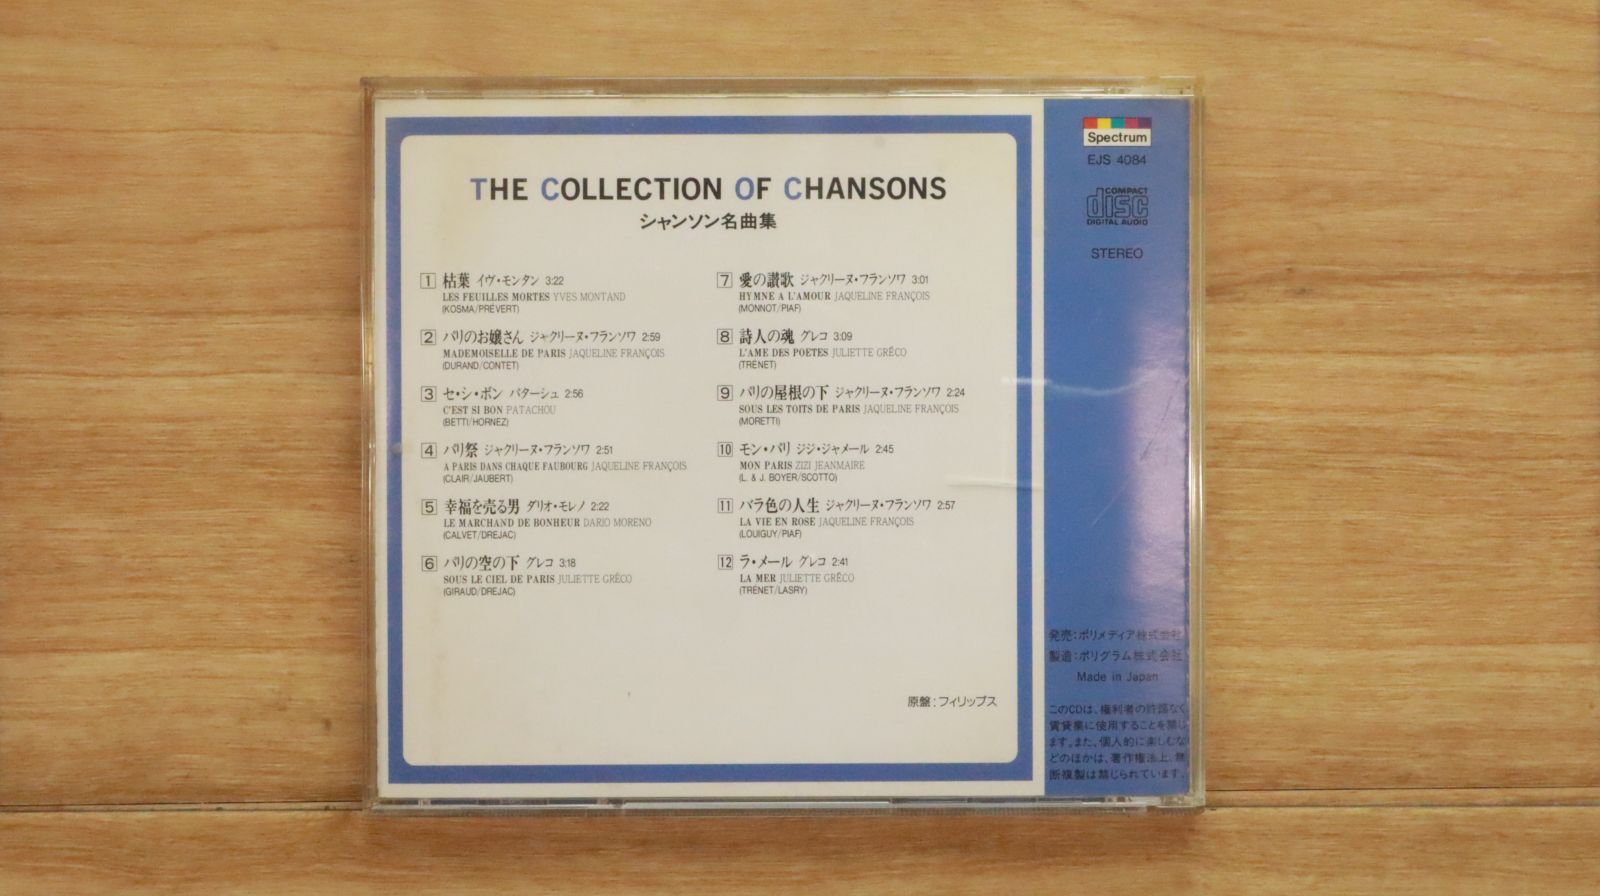 THE COLLECTION OF CHANSONS
シャンソン名曲集
1 枯葉 イヴ・モンタン 3:22
LES FEUILLES MORTES YVES MONTAND
(KOSMA/PRÉVERT)
2 パリのお嬢さん ジャクリーヌ・フランソワ 2:59
MADEMOISELLE DE PARIS JAQUELINE FRANÇOIS
(DURAND/CONTET)
3 セ・シ・ボン パターシュ 2:56
C'EST SI BON PATACHOU
(BETTI/HORNEZ)
4 パリ祭 ジャクリーヌ・フランソワ 2:51
A PARIS DANS CHAQUE FAUBOURG JAQUELINE FRANÇOIS
(CLAIR/JAUBERT)
5 幸福を売る男 ダリオ・モレノ 2:22
LE MARCHAND DE BONHEUR DARIO MORENO
(CALVET/DREJAC)
6 パリの空の下 グレコ 3:18
SOUS LE CIEL DE PARIS JULIETTE GRÊCO
(GIRAUD/DREJAC)
7 愛の讃歌 ジャクリーヌ・フランソワ 3:01
HYMNE A L'AMOUR JAQUELINE FRANÇOIS
(MONNOT/PIAF)
8 詩人の魂 グレコ 3:09
L'AME DES POETES JULIETTE GRÊCO
(TRÉNET)
9 パリの屋根の下 ジャクリーヌ・フランソワ 2:24
SOUS LES TOITS DE PARIS JAQUELINE FRANÇOIS
(MORETTI)
10 モン・パリ ジジ・ジャメール 2:45
MON PARIS ZIZI JEANMAIRE
(L. & J. BOYER/SCOTTO)
11 バラ色の人生 ジャクリーヌ・フランソワ 2:57
LA VIE EN ROSE JAQUELINE FRANÇOIS
(LOUIGUY/PIAF)
12 ラ・メール グレコ 2:41
LA MER JULIETTE GRÊCO
(TRÉNET/LASRY)
原盤:フィリップス
Spectrum
EJS 4084
COMPACT
disc
DIGITAL AUDIO
STEREO
発売:ポリメディア株式会社
製造:ポリグラム株式会社
Made in Japan
このCDは、権利者の許諾なく
賃貸業に使用することを禁じ
ます。また、個人的に楽しむな
どのほかは、著作権法上、無
断複製は禁じられています。